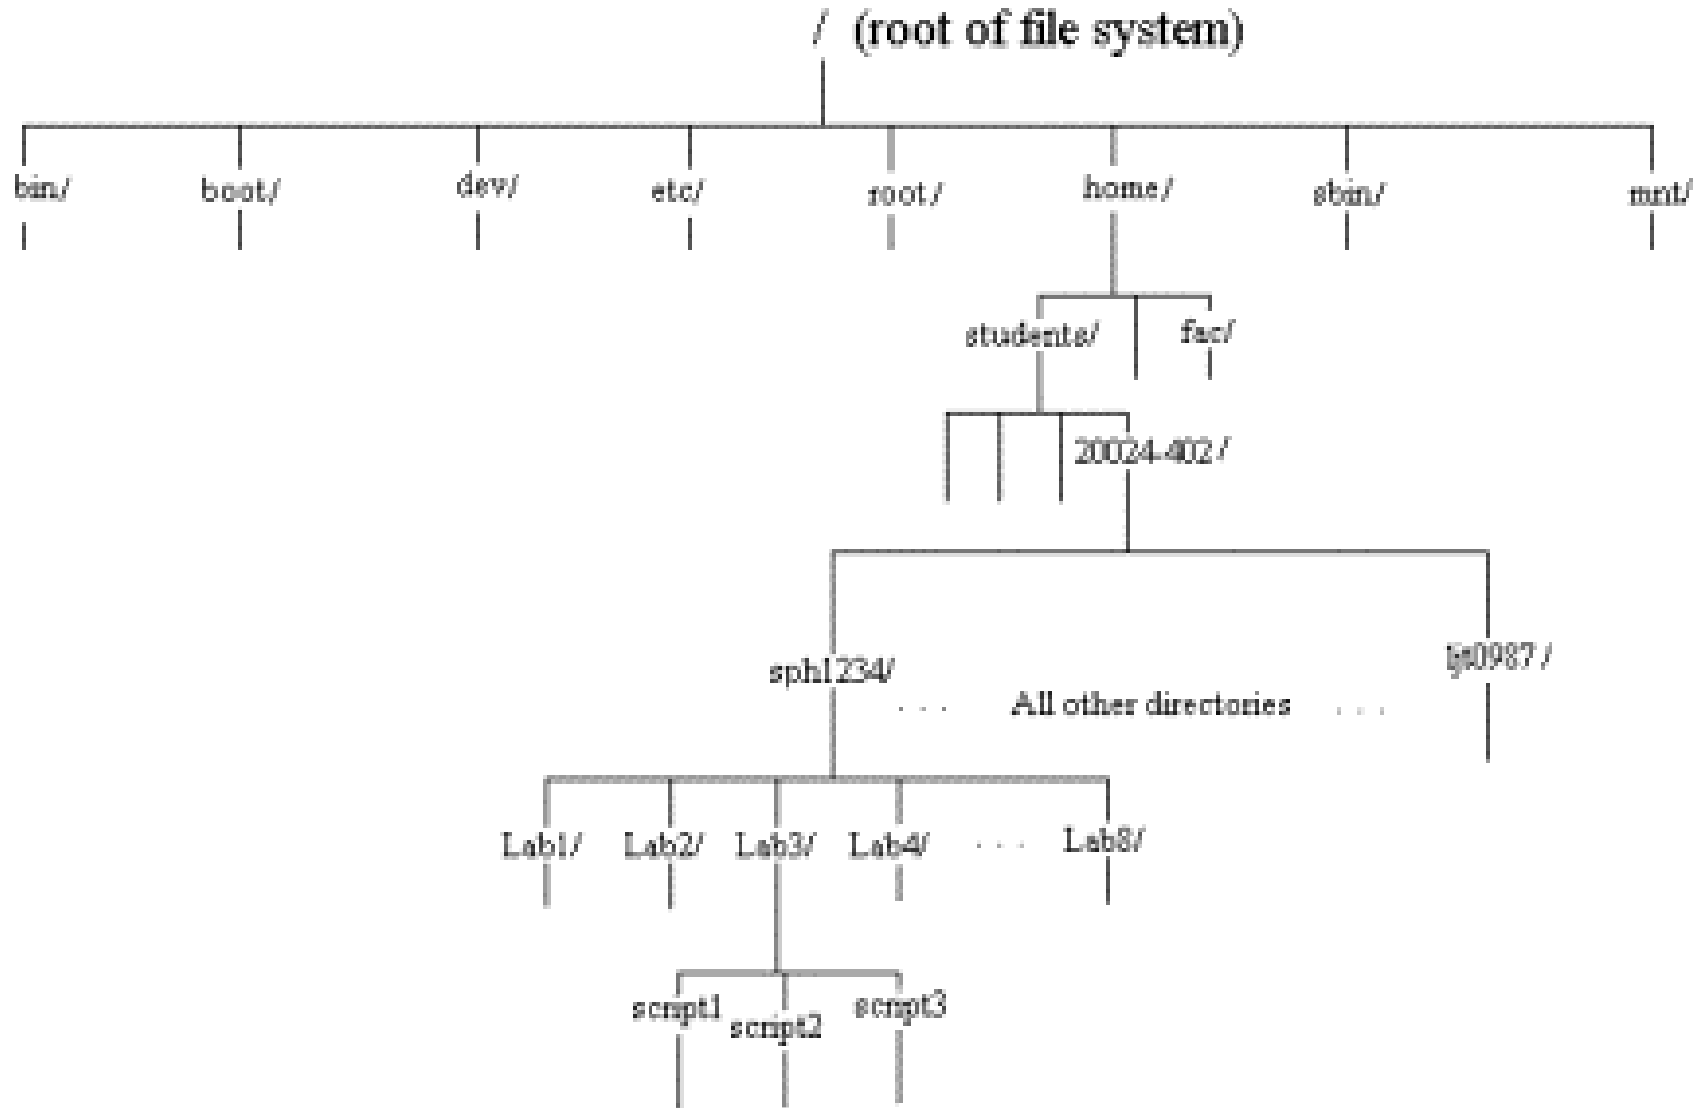 / (root of file system)
bin/ boot/ dev/ etc/ root/ home/ sbin/ mnt/
students/ fac/
20024-402/
sph1234/ ljt0987/
. . . All other directories . . .
Lab1/ Lab2/ Lab3/ Lab4/ . . . Lab8/
script1 script2 script3